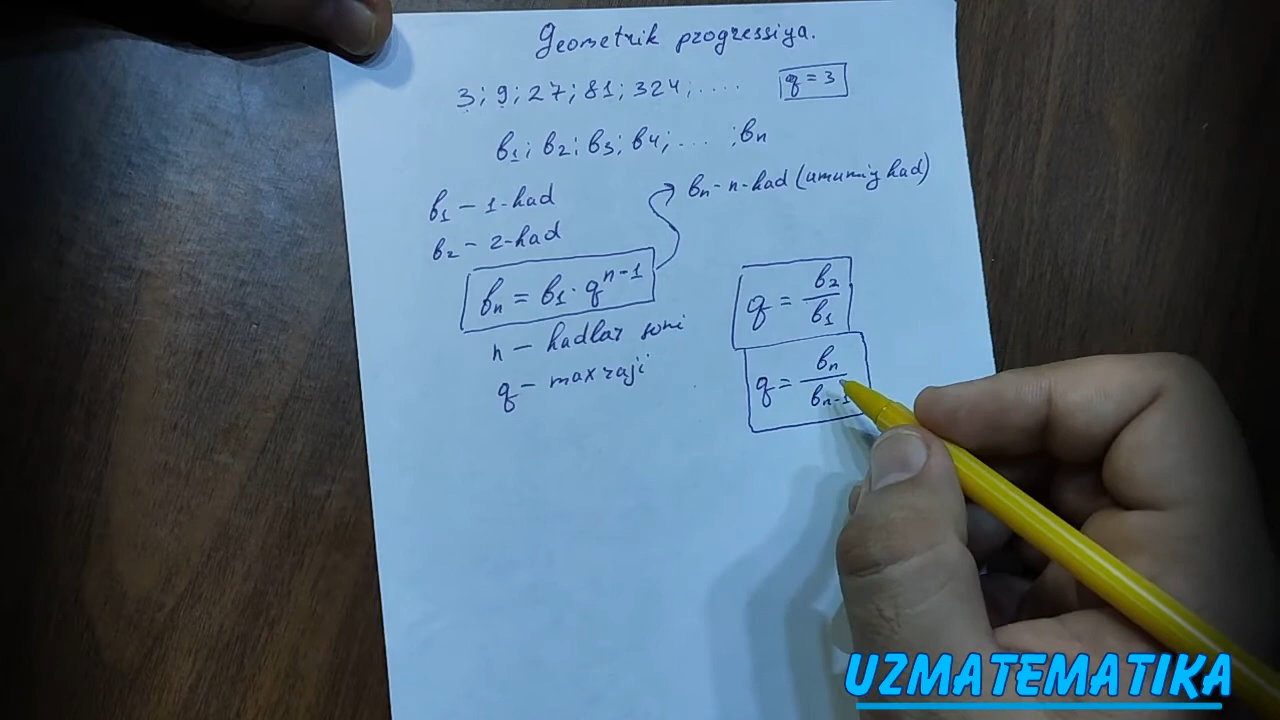 Geometrik progressiya.
3; 9; 27; 81; 324; .... q = 3
b1; b2; b3; b4; ... ; bn
b1 – 1-had
bn - n-had (umumiy had)
b2 – 2-had
bn = b1 · q^n-1
n – hadlar soni
q – maxraji
q = b2/b1
q = bn/bn-1
UZMATEMATIKA